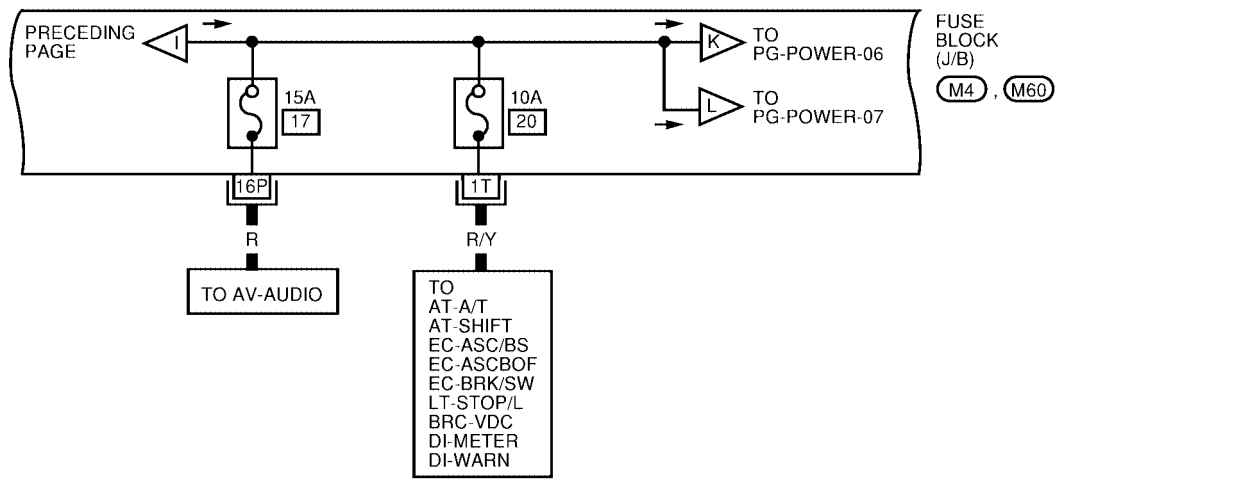 PRECEDING
PAGE
I
K
TO
PG-POWER-06
FUSE
BLOCK
(J/B)
M4 , M60
15A
17
10A
20
L
TO
PG-POWER-07
16P
1T
R
R/Y
TO AV-AUDIO
TO
AT-A/T
AT-SHIFT
EC-ASC/BS
EC-ASCBOF
EC-BRK/SW
LT-STOP/L
BRC-VDC
DI-METER
DI-WARN